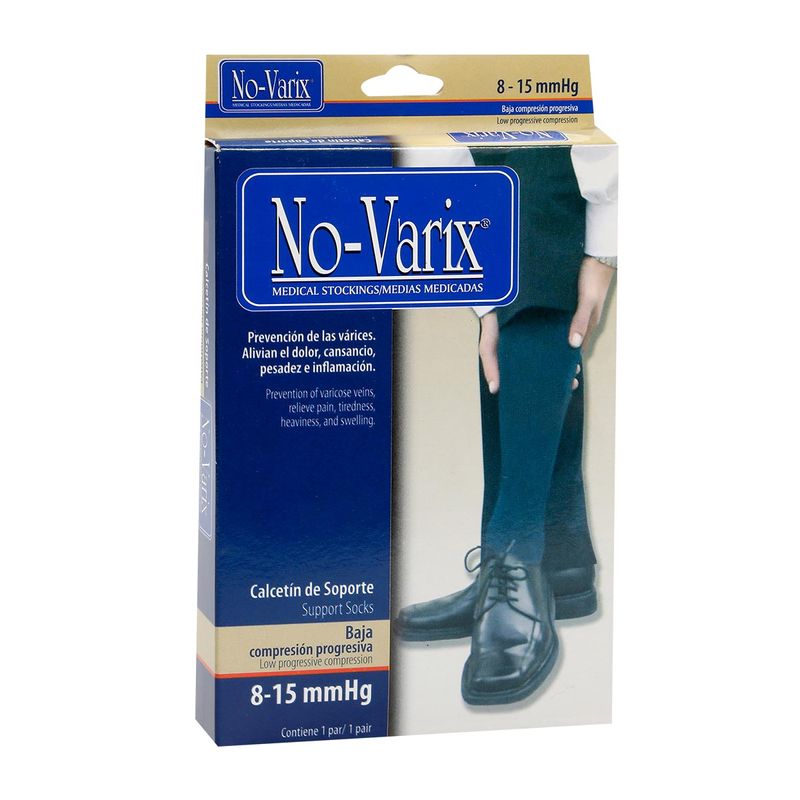 No-Varix®
MEDICAL STOCKINGS/MEDIAS MEDICADAS
8 - 15 mmHg
Baja compresión progresiva
Low progressive compression
Calcetín de Soporte
No-Varix®
MEDICAL STOCKINGS/MEDIAS MEDICADAS
Prevención de las várices.
Alivian el dolor, cansancio,
pesadez e inflamación.
Prevention of varicose veins,
relieve pain, tiredness,
heaviness, and swelling.
Calcetín de Soporte
Support Socks
Baja
compresión progresiva
Low progressive compression
8-15 mmHg
Contiene 1 par/ 1 pair
Calcetín de Soporte
No-Varix